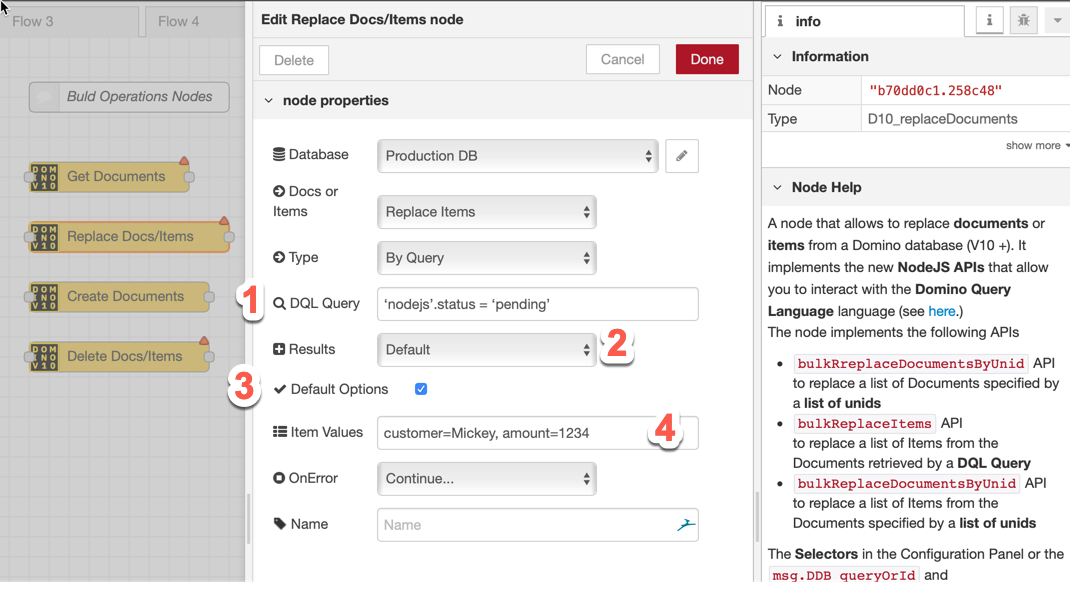 Flow 3
Flow 4
Buld Operations Nodes
DOM
INO
V10
Get Documents
DOM
INO
V10
Replace Docs/Items
DOM
INO
V10
Create Documents
DOM
INO
V10
Delete Docs/Items
Edit Replace Docs/Items node
Delete
Cancel
Done
node properties
Database
Production DB
Docs or
Items
Replace Items
Type
By Query
1
DQL Query
‘nodejs’.status = ‘pending’
Results
Default
2
3
Default Options
Item Values
customer=Mickey, amount=1234
4
OnError
Continue...
Name
Name
i info
i
Information
Node
"b70dd0c1.258c48"
Type
D10_replaceDocuments
show more
Node Help
A node that allows to replace documents or
items from a Domino database (V10 +). It
implements the new NodeJS APIs that allow
you to interact with the Domino Query
Language language (see here.)
The node implements the following APIs
• bulkRreplaceDocumentsByUnid API
to replace a list of Documents specified by
a list of unids
• bulkReplaceItems API
to replace a list of Items from the
Documents retrieved by a DQL Query
• bulkReplaceDocumentsByUnid API
to replace a list of Items from the
Documents specified by a list of unids
The Selectors in the Configuration Panel or the
msg.DDB_queryOrId and